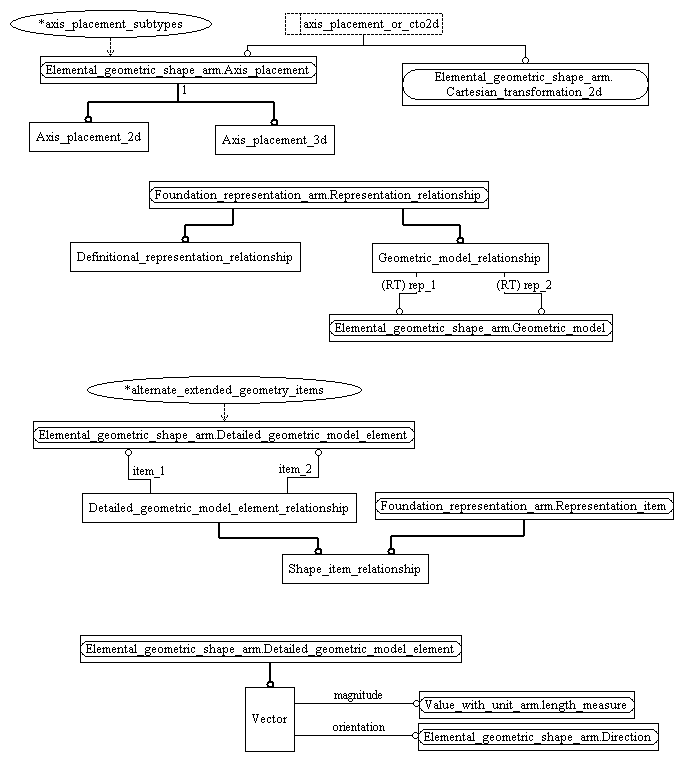 *axis_placement_subtypes
axis_placement_or_cto2d
Elemental_geometric_shape_arm.Axis_placement
Elemental_geometric_shape_arm.
Cartesian_transformation_2d
1
Axis_placement_2d
Axis_placement_3d
Foundation_representation_arm.Representation_relationship
Definitional_representation_relationship
Geometric_model_relationship
(RT) rep_1
(RT) rep_2
Elemental_geometric_shape_arm.Geometric_model
*alternate_extended_geometry_items
Elemental_geometric_shape_arm.Detailed_geometric_model_element
item_1
item_2
Detailed_geometric_model_element_relationship
Foundation_representation_arm.Representation_item
Shape_item_relationship
Elemental_geometric_shape_arm.Detailed_geometric_model_element
Vector
magnitude
Value_with_unit_arm.length_measure
orientation
Elemental_geometric_shape_arm.Direction